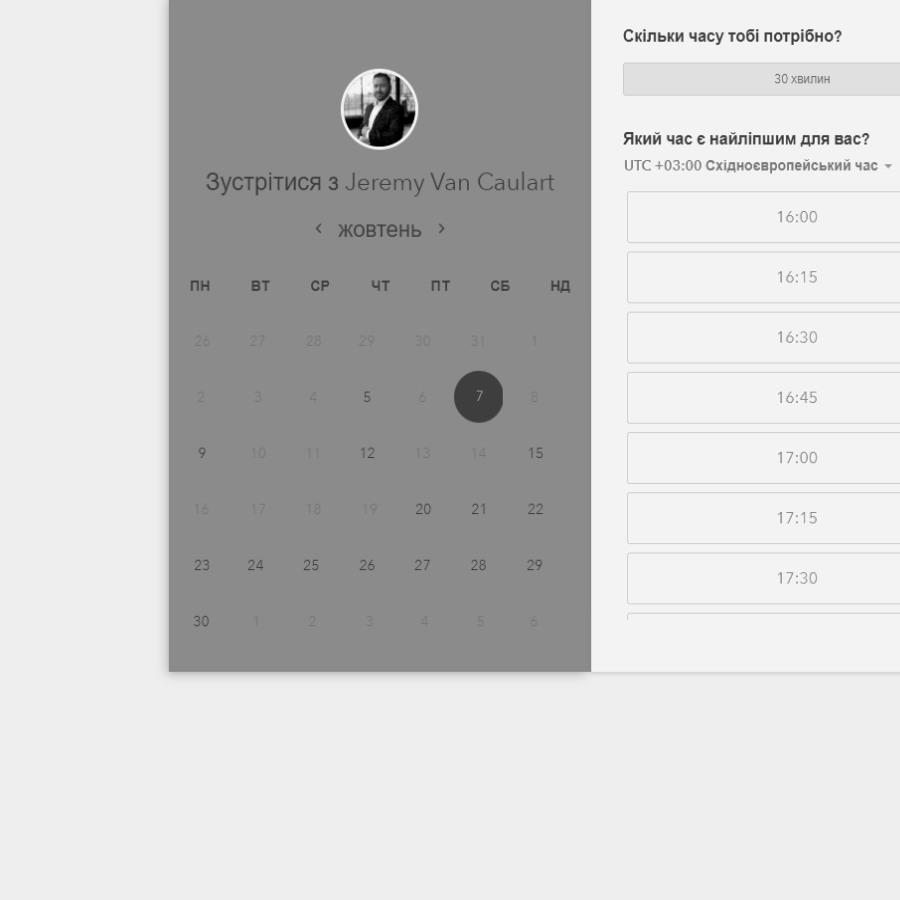 Зустрітися з Jeremy Van Caulart
жовтень
ПН ВТ СР ЧТ ПТ СБ НД
26 27 28 29 30 31 1
2 3 4 5 6 7 8
9 10 11 12 13 14 15
16 17 18 19 20 21 22
23 24 25 26 27 28 29
30 1 2 3 4 5 6
Скільки часу тобі потрібно?
30 хвилин
Який час є найліпшим для вас?
UTC +03:00 Східноєвропейський час
16:00
16:15
16:30
16:45
17:00
17:15
17:30